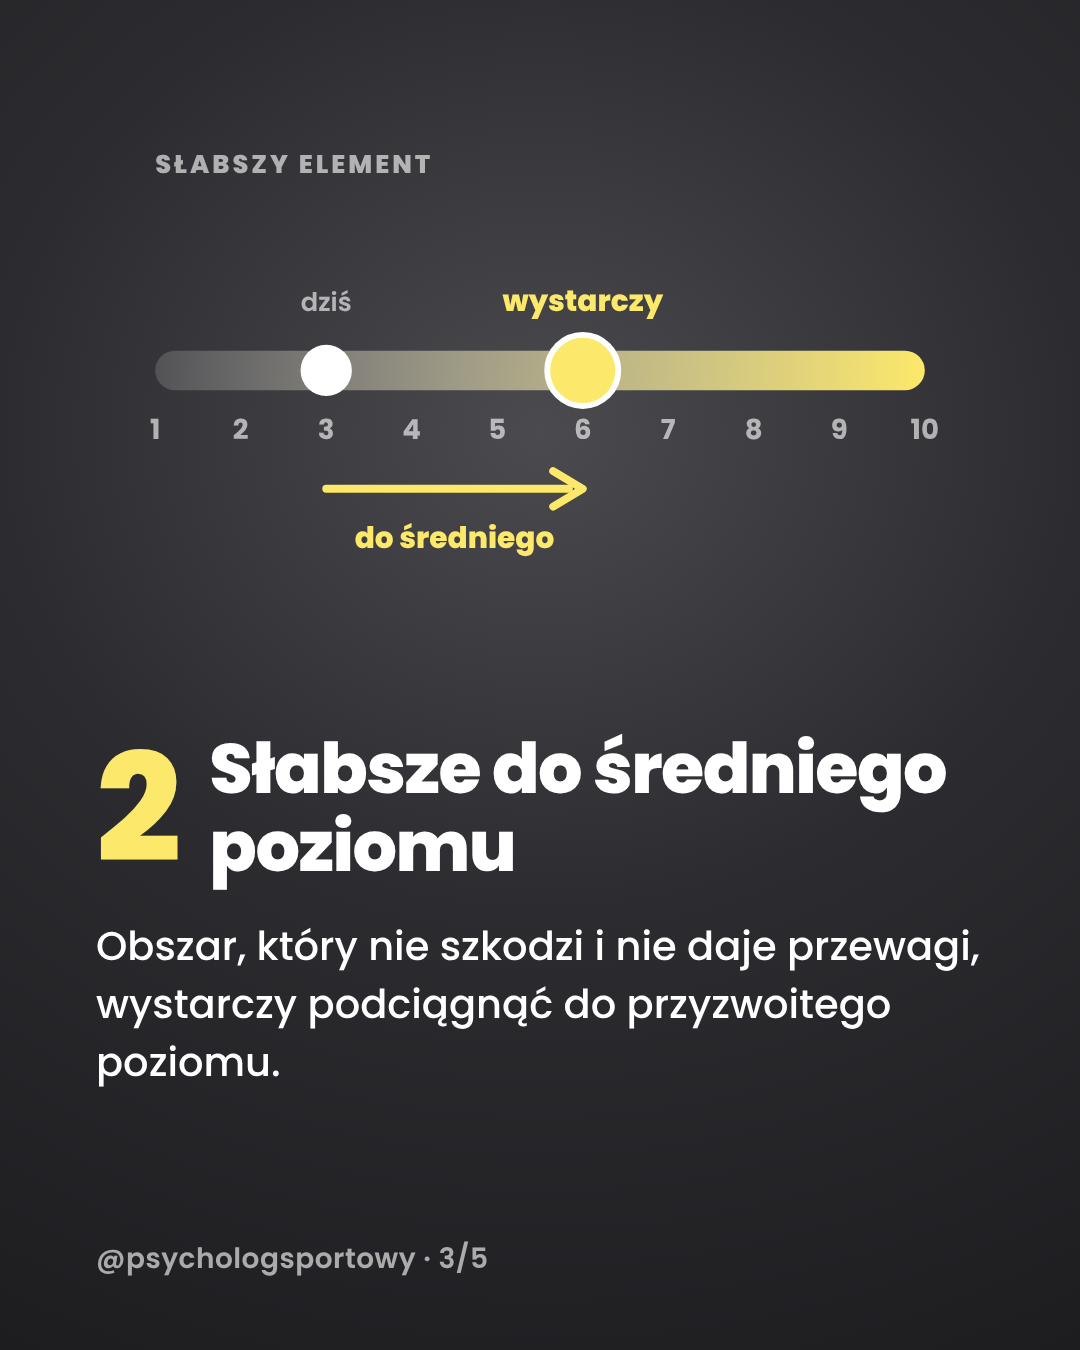 SŁABSZY ELEMENT
dziś wystarczy
1 2 3 4 5 6 7 8 9 10
do średniego
2 Słabsze do średniego
poziomu
Obszar, który nie szkodzi i nie daje przewagi,
wystarczy podciągnąć do przyzwoitego
poziomu.
@psychologsportowy · 3/5